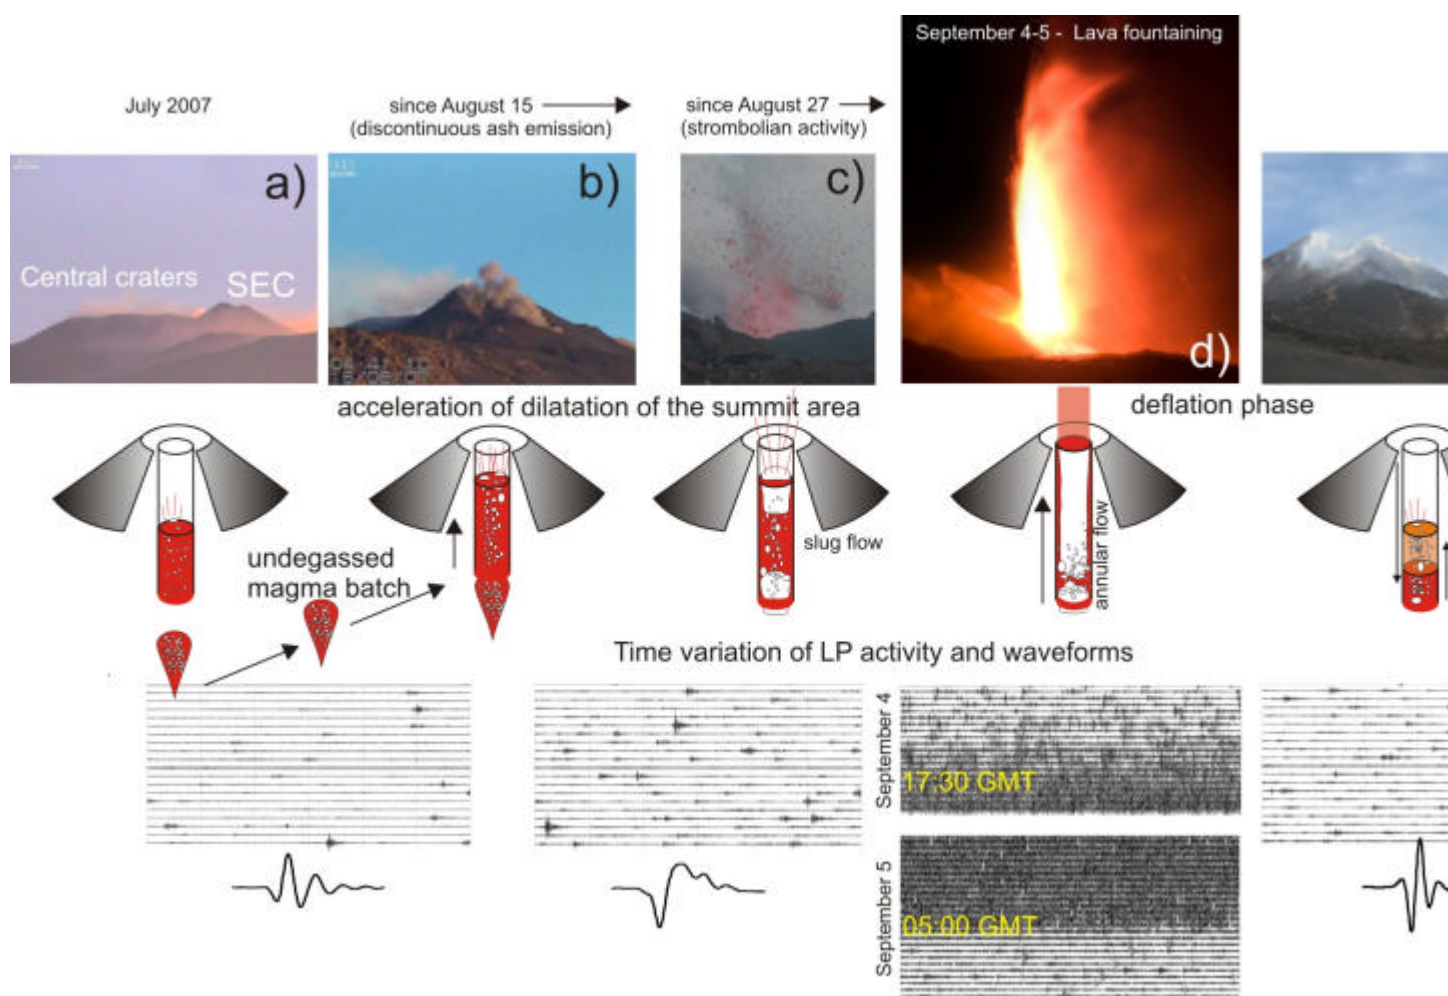 September 4-5 - Lava fountaining
July 2007
since August 15
(discontinuous ash emission)
since August 27
(strombolian activity)
a)
b)
c)
d)
Central craters
SEC
acceleration of dilatation of the summit area
deflation phase
undegassed
magma batch
slug flow
annular flow
Time variation of LP activity and waveforms
September 4
17:30 GMT
September 5
05:00 GMT